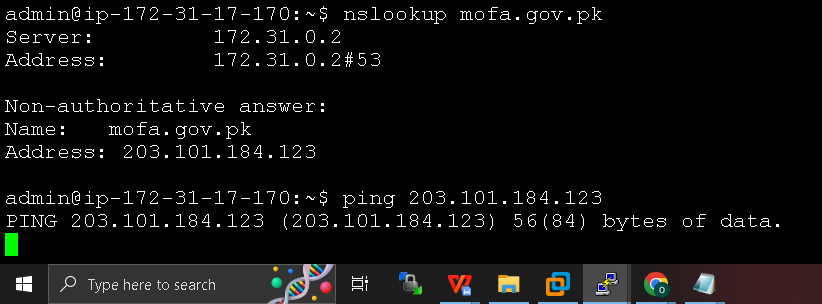 admin@ip-172-31-17-170:~$ nslookup mofa.gov.pk
Server:         172.31.0.2
Address:        172.31.0.2#53
Non-authoritative answer:
Name:   mofa.gov.pk
Address: 203.101.184.123
admin@ip-172-31-17-170:~$ ping 203.101.184.123
PING 203.101.184.123 (203.101.184.123) 56(84) bytes of data.
Type here to search